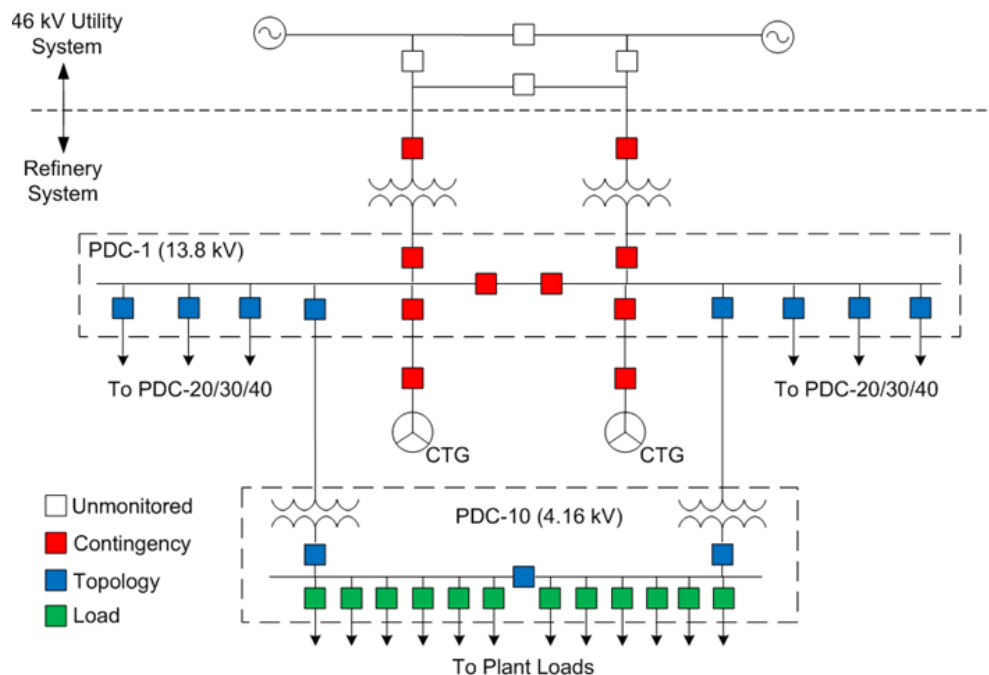 46 kV Utility
System
Refinery
System
PDC-1 (13.8 kV)
To PDC-20/30/40
To PDC-20/30/40
CTG
CTG
Unmonitored
Contingency
Topology
Load
PDC-10 (4.16 kV)
To Plant Loads